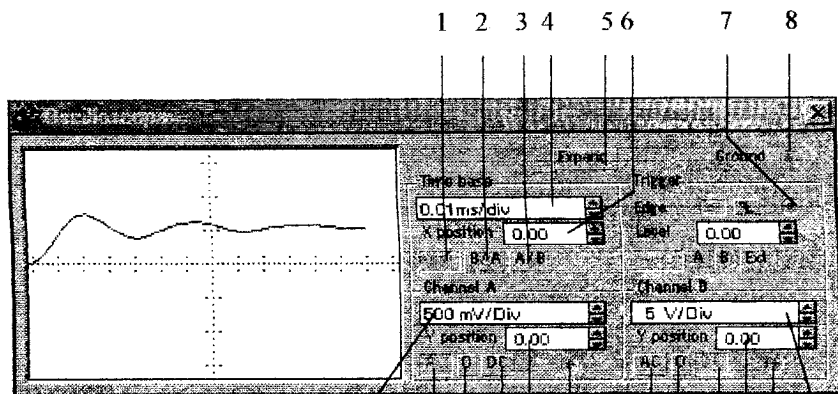 1 2 3 4 5 6 7 8
Expand Ground
Time base Trigger
0.01ms/div Edge
X position 0.00 Level 0.00
B/A A/B A B Ext
Channel A Channel B
500 mV/Div 5 V/Div
Y position 0.00 Y position 0.00
0 DC AC 0